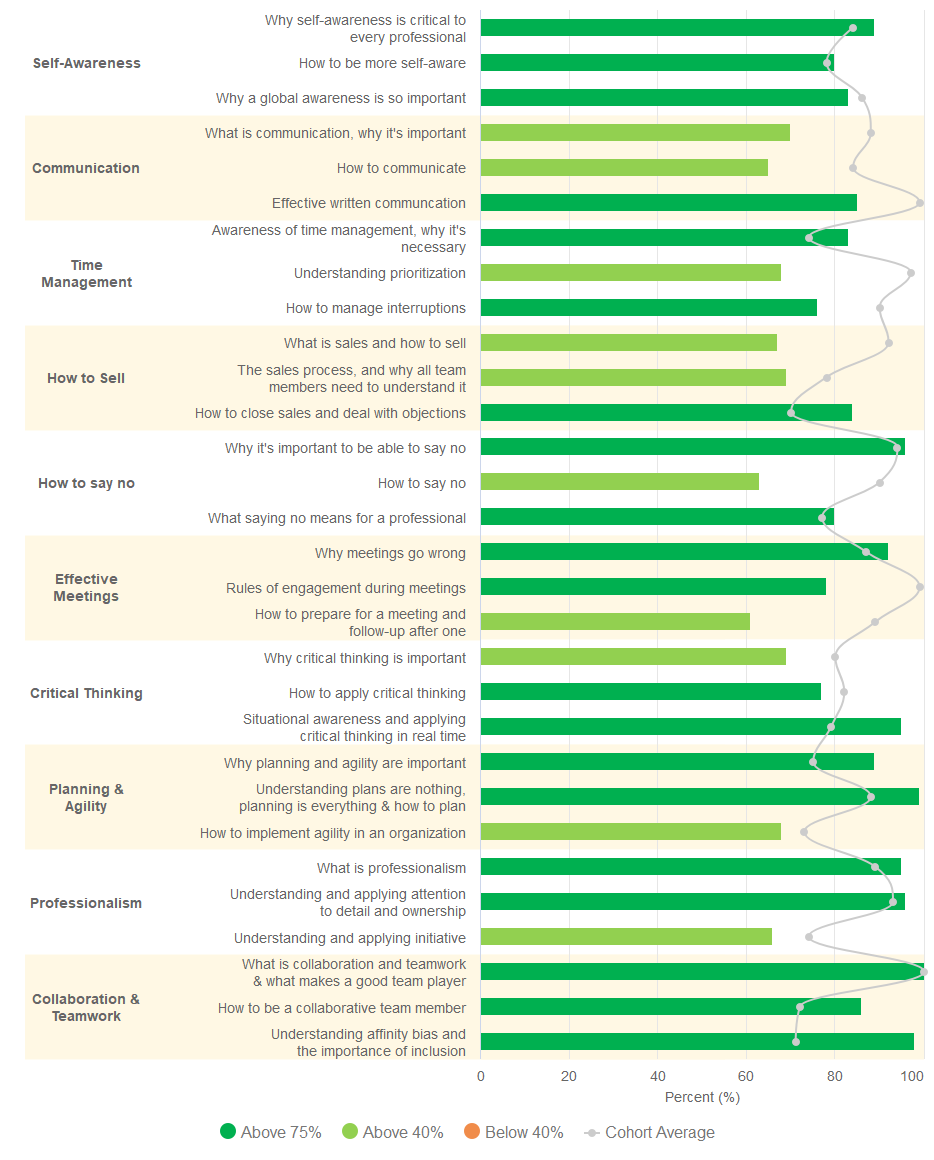 Why self-awareness is critical to
every professional
Self-Awareness
How to be more self-aware
Why a global awareness is so important
What is communication, why it's important
Communication
How to communicate
Effective written communcation
Awareness of time management, why it's
necessary
Time
Management
Understanding prioritization
How to manage interruptions
What is sales and how to sell
How to Sell
The sales process, and why all team
members need to understand it
How to close sales and deal with objections
Why it's important to be able to say no
How to say no
How to say no
What saying no means for a professional
Why meetings go wrong
Effective
Meetings
Rules of engagement during meetings
How to prepare for a meeting and
follow-up after one
Why critical thinking is important
Critical Thinking
How to apply critical thinking
Situational awareness and applying
critical thinking in real time
Why planning and agility are important
Planning &
Agility
Understanding plans are nothing,
planning is everything & how to plan
How to implement agility in an organization
What is professionalism
Professionalism
Understanding and applying attention
to detail and ownership
Understanding and applying initiative
What is collaboration and teamwork
& what makes a good team player
Collaboration &
Teamwork
How to be a collaborative team member
Understanding affinity bias and
the importance of inclusion
0 20 40 60 80 100
Percent (%)
Above 75% Above 40% Below 40% Cohort Average